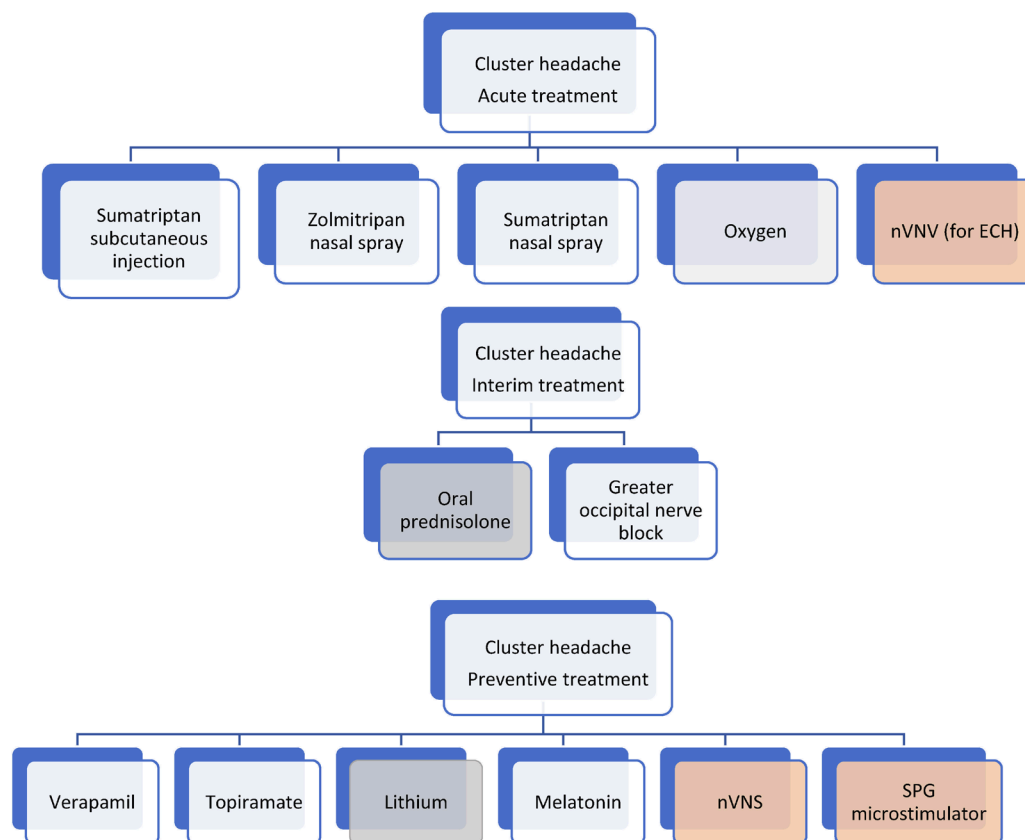 Cluster headache
Acute treatment
Sumatriptan
subcutaneous
injection
Zolmitripan
nasal spray
Sumatriptan
nasal spray
Oxygen
nVNV (for ECH)
Cluster headache
Interim treatment
Oral
prednisolone
Greater
occipital nerve
block
Cluster headache
Preventive treatment
Verapamil
Topiramate
Lithium
Melatonin
nVNS
SPG
microstimulator